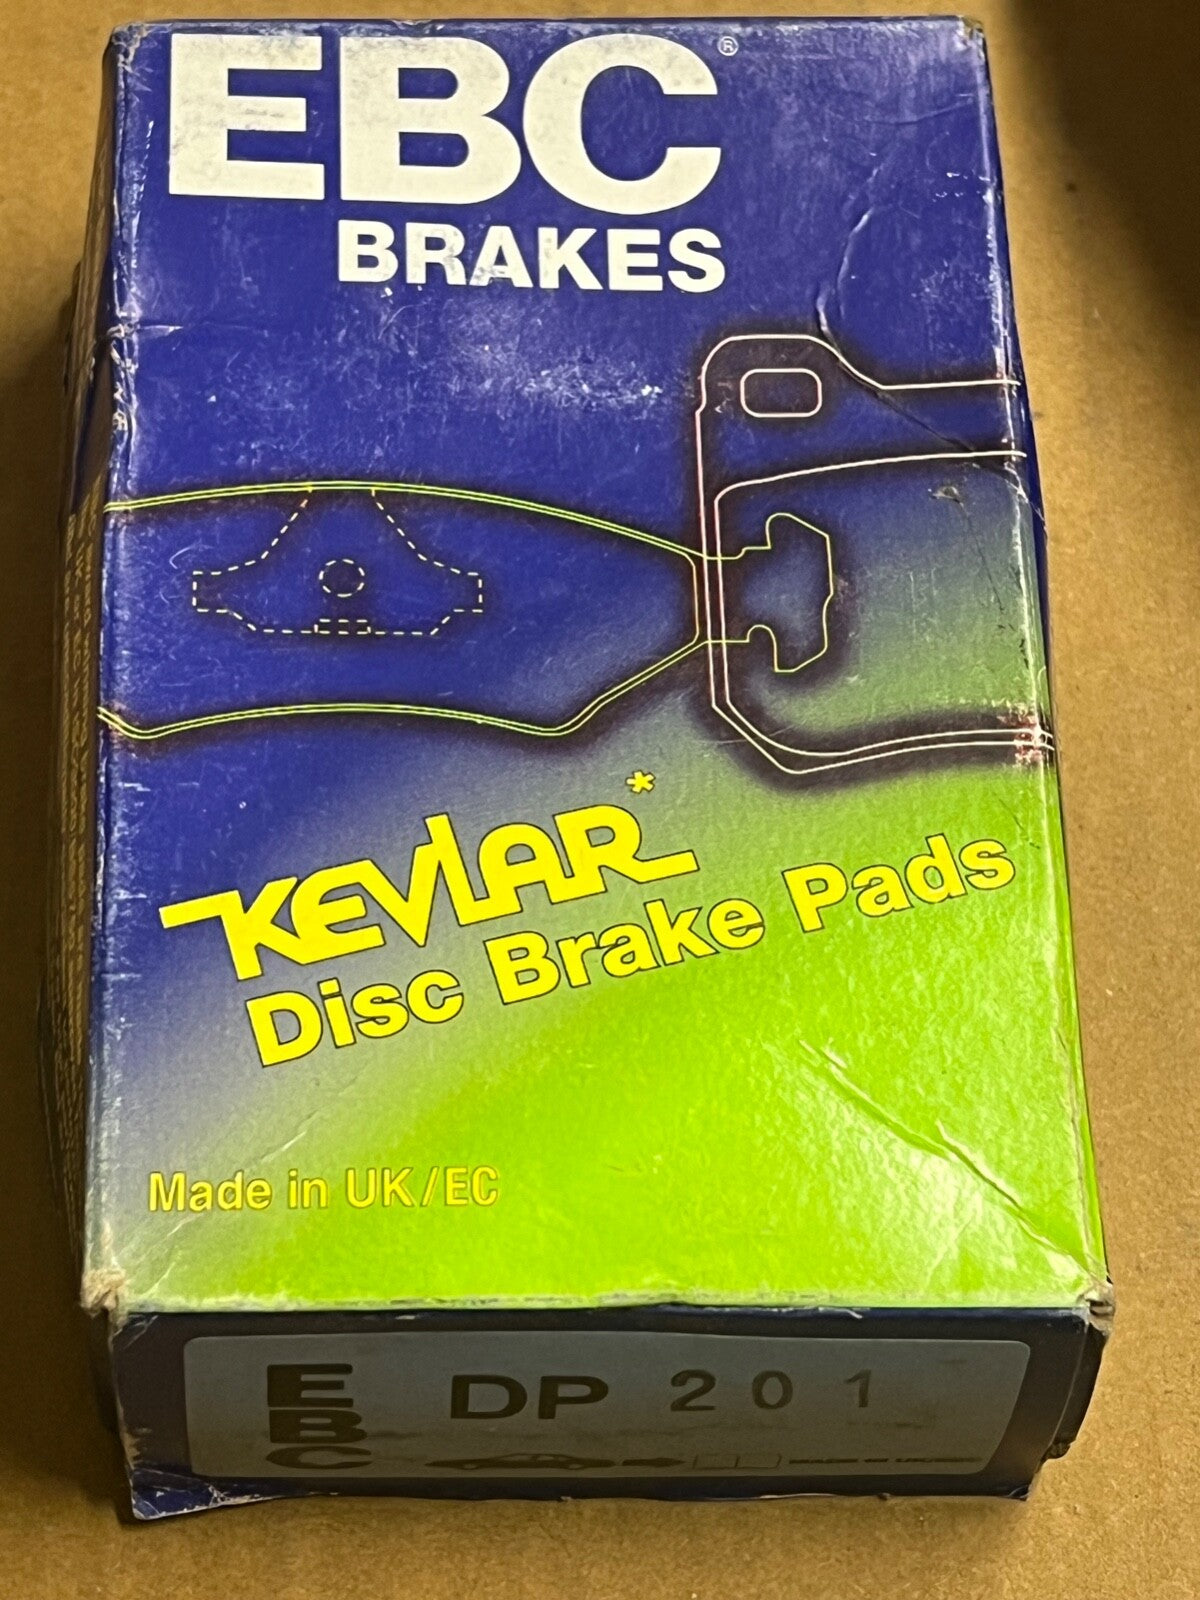 EBC®
BRAKES
KEVLAR*
Disc Brake Pads
Made in UK/EC
EBC DP 201